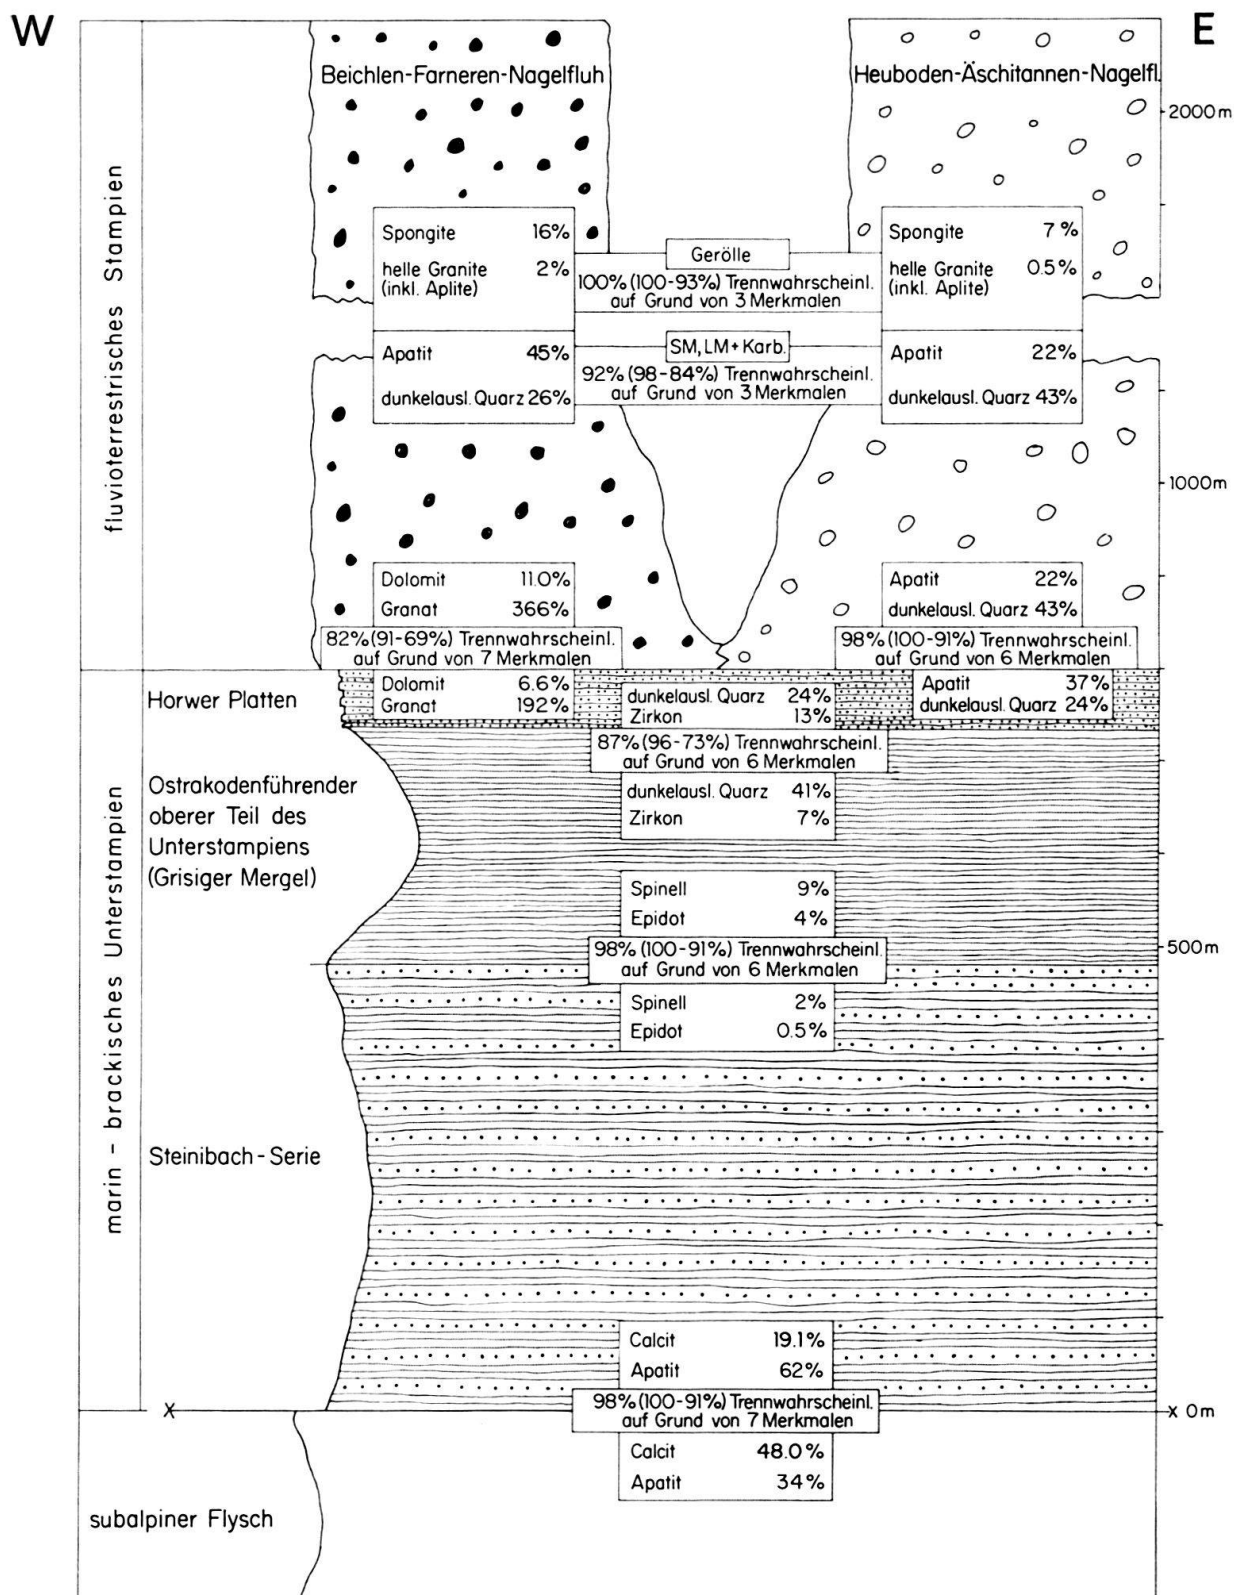 W
E
Beichlen-Farneren-Nagelfluh
Heuboden-Äschitannen-Nagelfl.
2000m
fluvioterrestrisches Stampien
Spongite 16%
helle Granite 2%
(inkl. Aplite)
Gerölle
100% (100-93%) Trennwahrscheinl.
auf Grund von 3 Merkmalen
Spongite 7%
helle Granite 0.5%
(inkl. Aplite)
Apatit 45%
dunkelausl. Quarz 26%
SM, LM + Karb.
92% (98-84%) Trennwahrscheinl.
auf Grund von 3 Merkmalen
Apatit 22%
dunkelausl. Quarz 43%
1000m
Dolomit 11.0%
Granat 366%
82% (91-69%) Trennwahrscheinl.
auf Grund von 7 Merkmalen
Dolomit 6.6%
Granat 192%
Apatit 22%
dunkelausl. Quarz 43%
98% (100-91%) Trennwahrscheinl.
auf Grund von 6 Merkmalen
Apatit 37%
dunkelausl. Quarz 24%
Horwer Platten
dunkelausl. Quarz 24%
Zirkon 13%
87% (96-73%) Trennwahrscheinl.
auf Grund von 6 Merkmalen
dunkelausl. Quarz 41%
Zirkon 7%
marin - brackisches Unterstampien
Ostrakodenführender
oberer Teil des
Unterstampiens
(Grisiger Mergel)
Spinell 9%
Epidot 4%
98% (100-91%) Trennwahrscheinl.
auf Grund von 6 Merkmalen
Spinell 2%
Epidot 0.5%
500m
Steinibach-Serie
Calcit 19.1%
Apatit 62%
98% (100-91%) Trennwahrscheinl.
auf Grund von 7 Merkmalen
Calcit 48.0%
Apatit 34%
X
X 0m
subalpiner Flysch